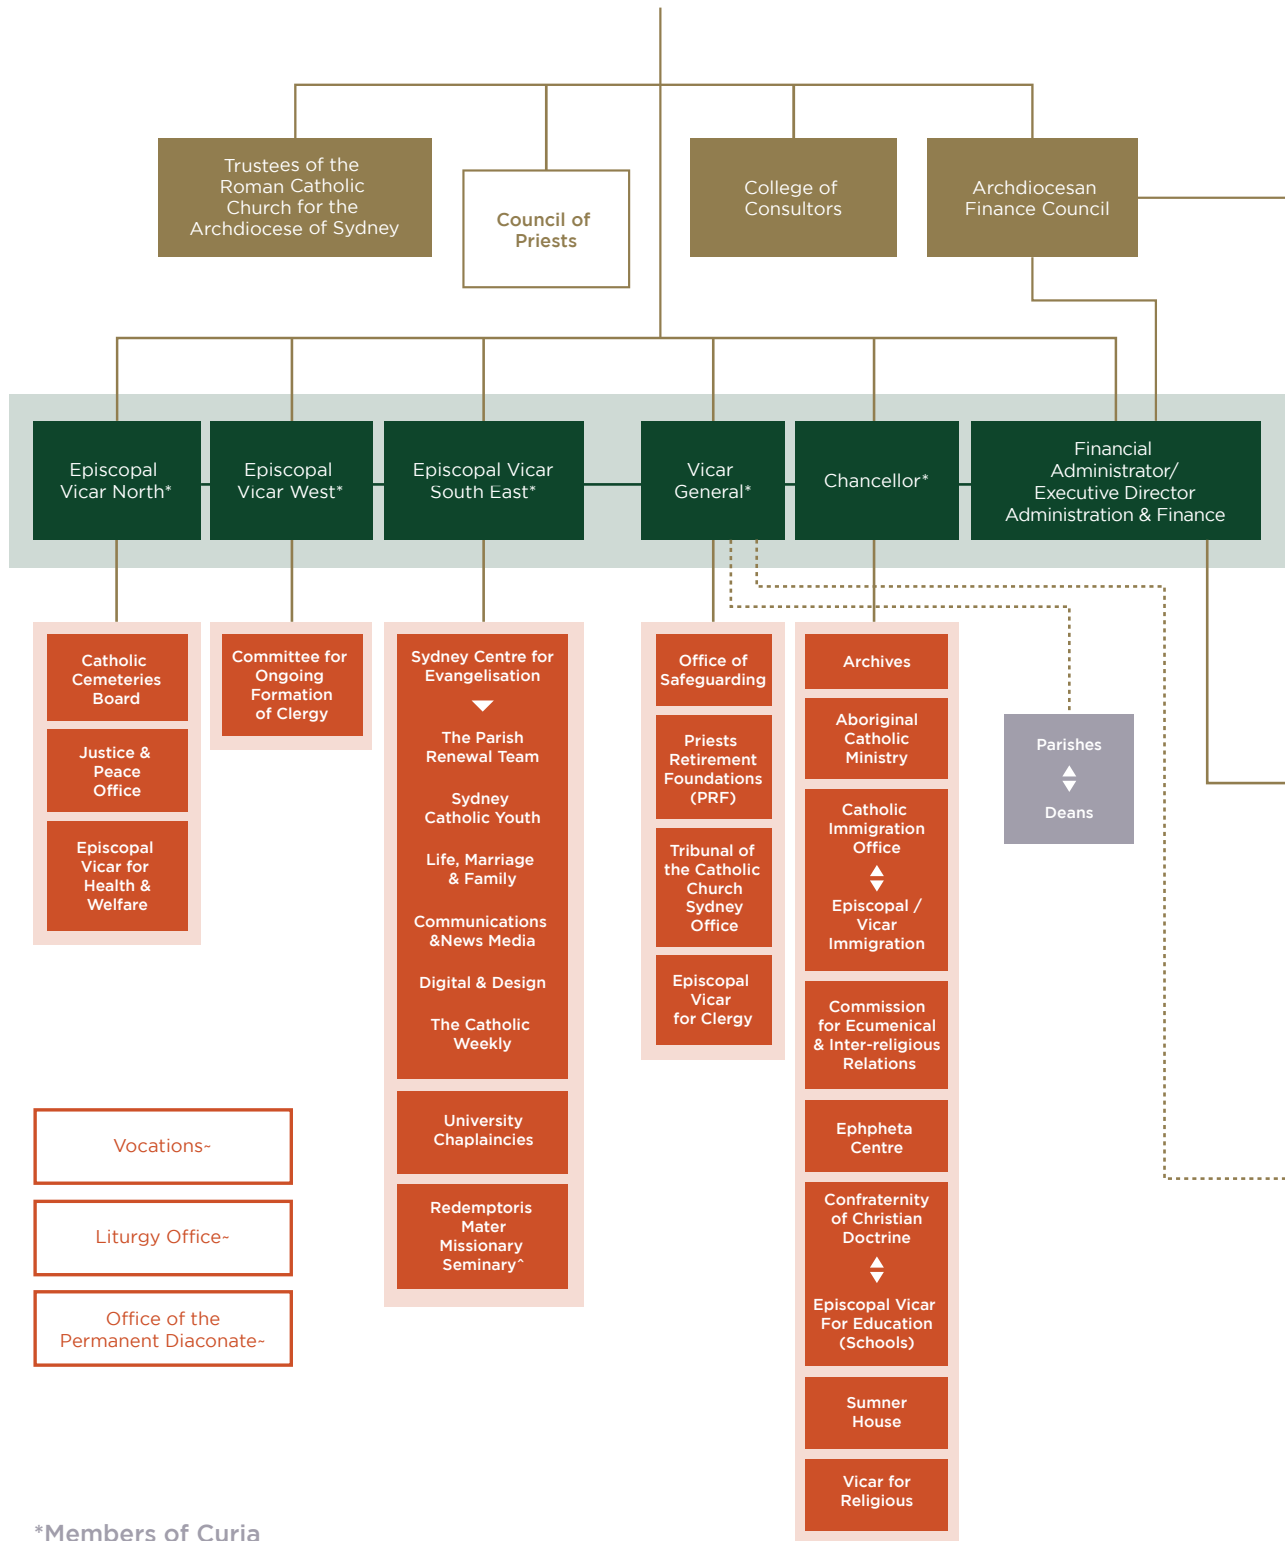 Trustees of the
Roman Catholic
Church for the
Archdiocese of Sydney
Council of
Priests
College of
Consultors
Archdiocesan
Finance Council
Episcopal
Vicar North*
Episcopal
Vicar West*
Episcopal Vicar
South East*
Vicar
General*
Chancellor*
Financial
Administrator/
Executive Director
Administration & Finance
Catholic
Cemeteries
Board
Justice &
Peace
Office
Episcopal
Vicar for
Health &
Welfare
Committee for
Ongoing
Formation
of Clergy
Sydney Centre for
Evangelisation
The Parish
Renewal Team
Sydney
Catholic Youth
Life, Marriage
& Family
Communications
&News Media
Digital & Design
The Catholic
Weekly
University
Chaplaincies
Redemptoris
Mater
Missionary
Seminary^
Office of
Safeguarding
Priests
Retirement
Foundations
(PRF)
Tribunal of
the Catholic
Church
Sydney
Office
Episcopal
Vicar
for Clergy
Archives
Aboriginal
Catholic
Ministry
Catholic
Immigration
Office
Episcopal /
Vicar
Immigration
Commission
for Ecumenical
& Inter-religious
Relations
Ephpheta
Centre
Confraternity
of Christian
Doctrine
Episcopal Vicar
For Education
(Schools)
Sumner
House
Vicar for
Religious
Parishes
Deans
Vocations~
Liturgy Office~
Office of the
Permanent Diaconate~
*Members of Curia